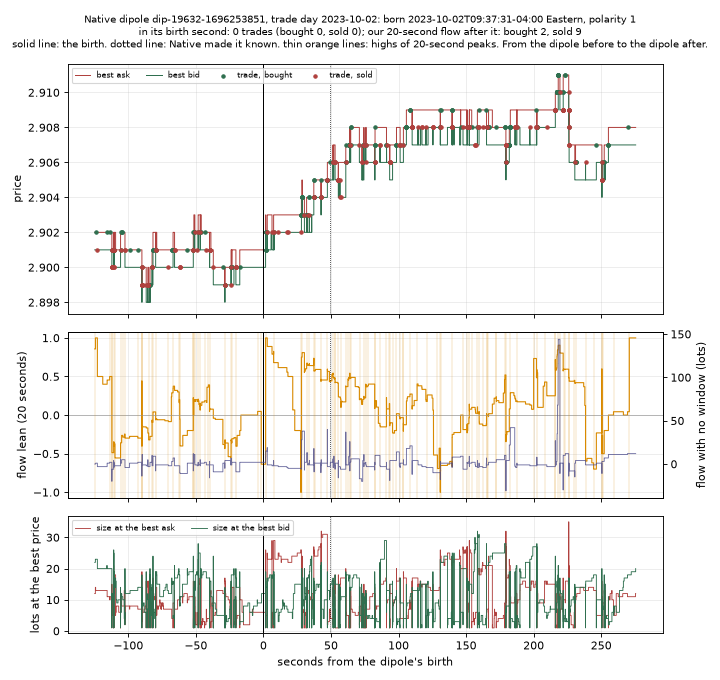 Native dipole dip-19632-1696253851, trade day 2023-10-02: born 2023-10-02T09:37:31-04:00 Eastern, polarity 1
in its birth second: 0 trades (bought 0, sold 0); our 20-second flow after it: bought 2, sold 9
solid line: the birth. dotted line: Native made it known. thin orange lines: highs of 20-second peaks. From the dipole before to the dipole after.
best ask best bid trade, bought trade, sold
2.910
2.908
2.906
2.904
2.902
2.900
2.898
price
1.0
0.5
0.0
−0.5
−1.0
flow lean (20 seconds)
150
100
50
0
flow with no window (lots)
size at the best ask size at the best bid
30
20
10
0
lots at the best price
−100 −50 0 50 100 150 200 250
seconds from the dipole's birth